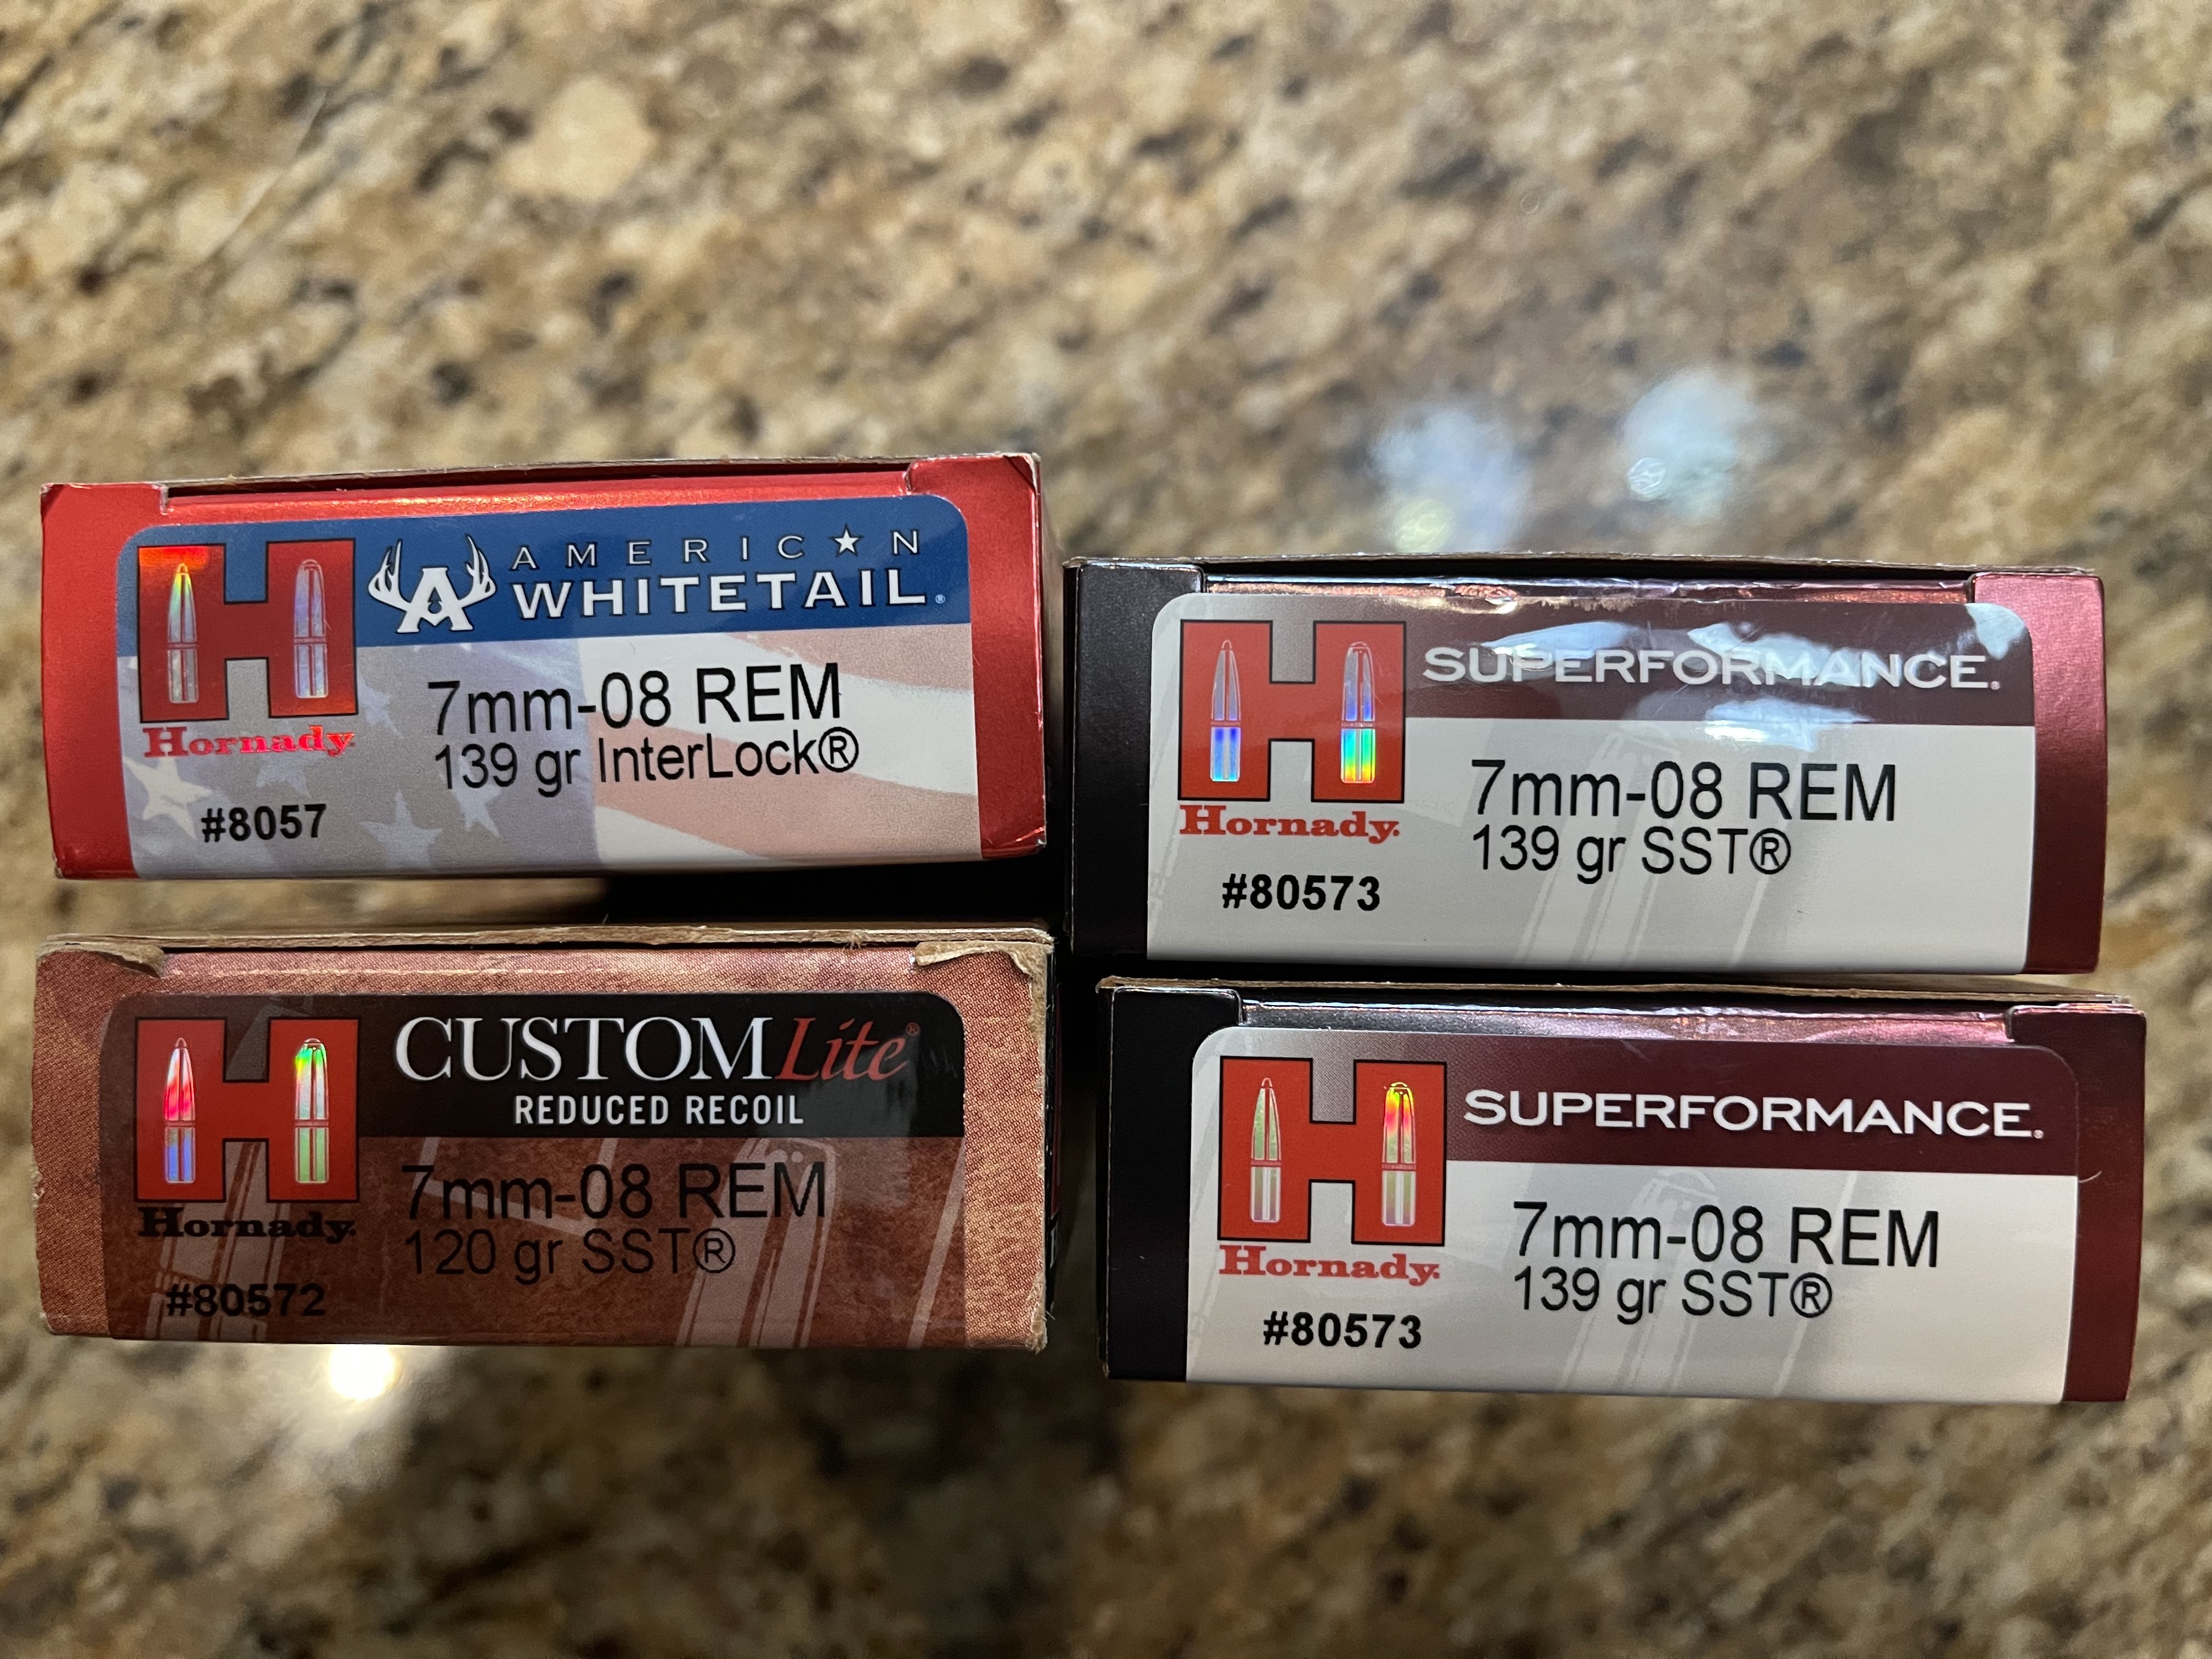 H
AMERIC★N
WHITETAIL®
Hornady.
7mm-08 REM
139 gr InterLock®
#8057
H
SUPERFORMANCE.
Hornady.
7mm-08 REM
139 gr SST®
#80573
H
CUSTOM Lite®
REDUCED RECOIL
Hornady.
7mm-08 REM
120 gr SST®
#80572
H
SUPERFORMANCE.
Hornady.
7mm-08 REM
139 gr SST®
#80573